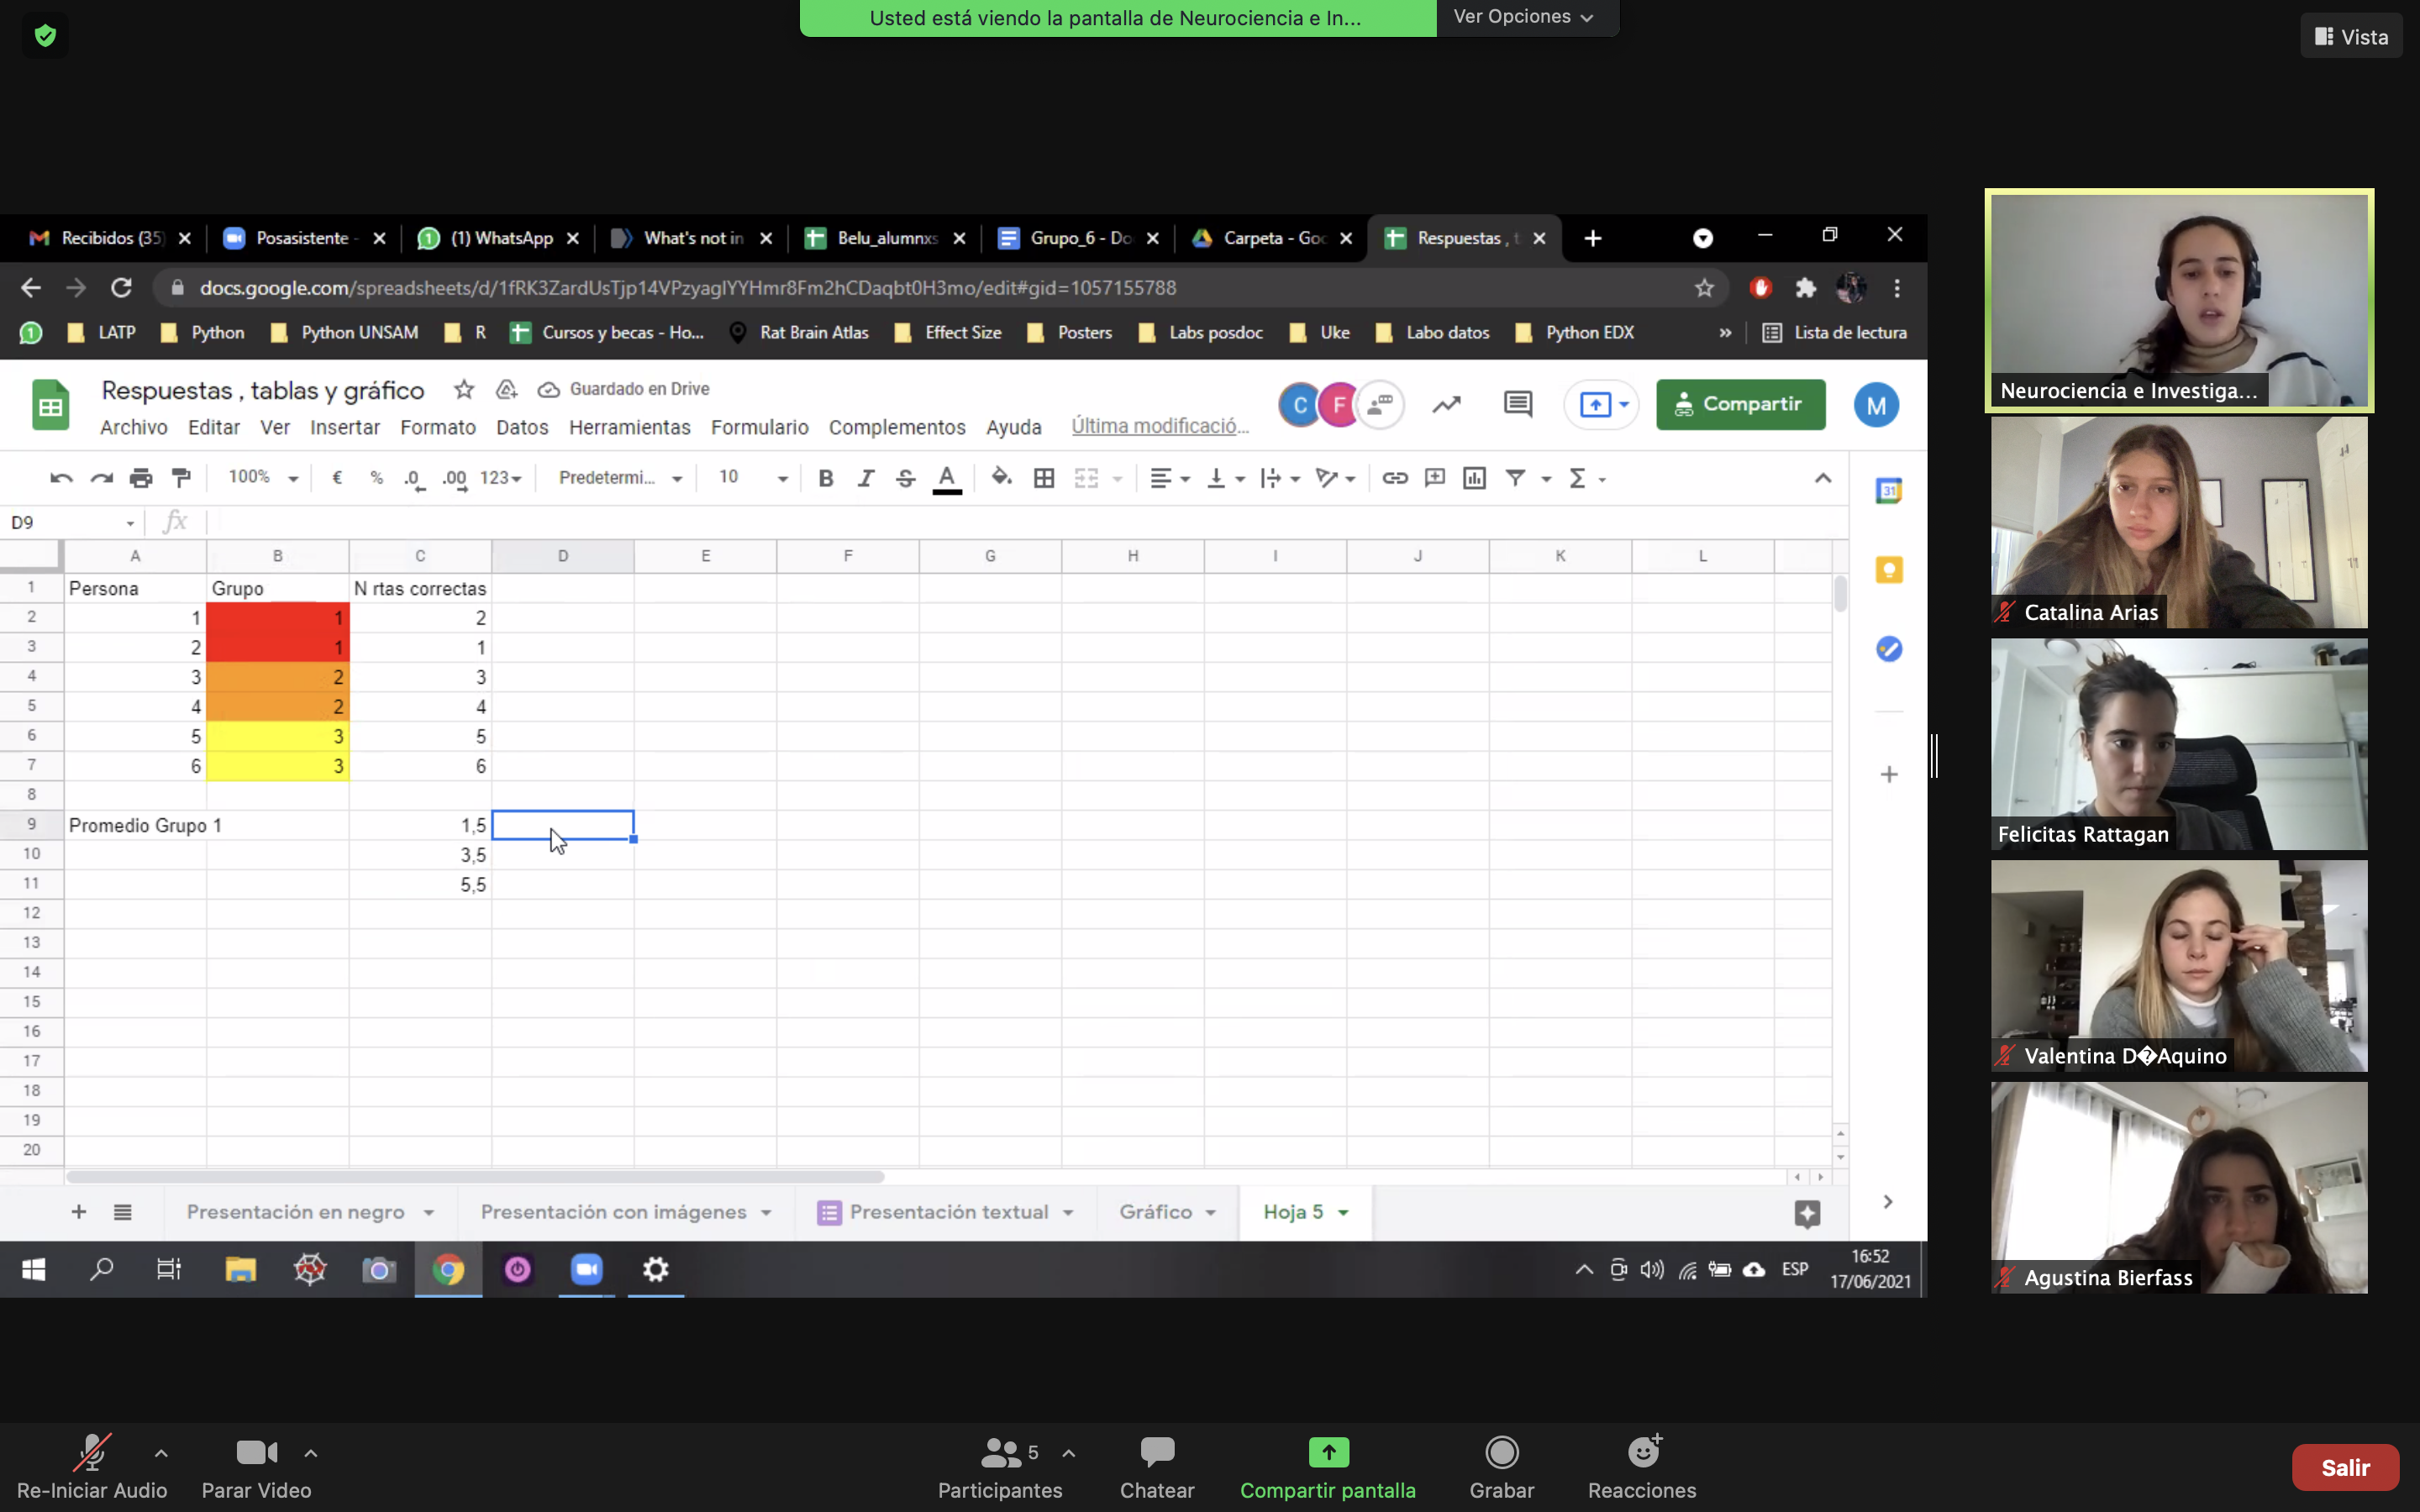 Usted está viendo la pantalla de Neurociencia e In...
Ver Opciones
Vista
Recibidos (35)
Posasistente -
(1) WhatsApp
What's not in
Belu_alumnxs
Grupo_6 - Do
Carpeta - Goo
Respuestas , t
docs.google.com/spreadsheets/d/1fRK3ZardUsTjp14VPzyaglYYHmr8Fm2hCDaqbt0H3mo/edit#gid=1057155788
LATP
Python
Python UNSAM
R
Cursos y becas - Ho...
Rat Brain Atlas
Effect Size
Posters
Labs posdoc
Uke
Labo datos
Python EDX
»
Lista de lectura
Respuestas , tablas y gráfico
Guardado en Drive
Archivo Editar Ver Insertar Formato Datos Herramientas Formulario Complementos Ayuda
Última modificació...
C
F
Compartir
M
100%
€ % .0 .00 123
Predetermi...
10
B I S A
31
D9
fx
A B C D E F G H I J K L
1 Persona Grupo N rtas correctas
2 1 1 2
3 2 1 1
4 3 2 3
5 4 2 4
6 5 3 5
7 6 3 6
8
9 Promedio Grupo 1 1,5
10 3,5
11 5,5
12
13
14
15
16
17
18
19
20
Presentación en negro
Presentación con imágenes
Presentación textual
Gráfico
Hoja 5
ESP
16:52
17/06/2021
Neurociencia e Investiga...
Catalina Arias
Felicitas Rattagan
Valentina D�Aquino
Agustina Bierfass
Re-Iniciar Audio
Parar Video
5
Participantes
Chatear
Compartir pantalla
Grabar
Reacciones
Salir